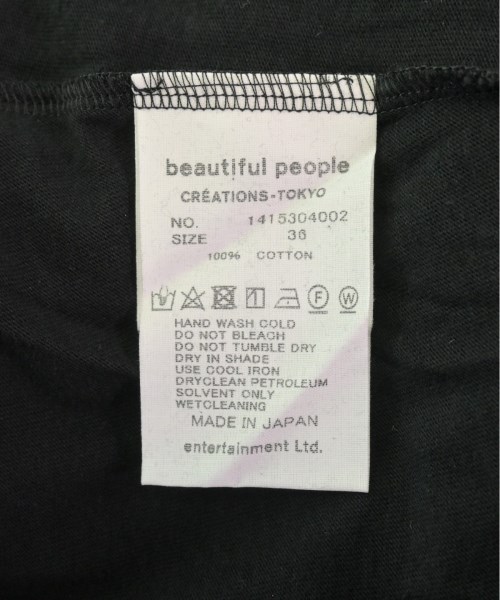 beautiful people
CRÉATIONS-TOKYO
NO. 1415304002
SIZE 36
100% COTTON
F W
HAND WASH COLD
DO NOT BLEACH
DO NOT TUMBLE DRY
DRY IN SHADE
USE COOL IRON
DRYCLEAN PETROLEUM
SOLVENT ONLY
WETCLEANING
MADE IN JAPAN
entertainment Ltd.